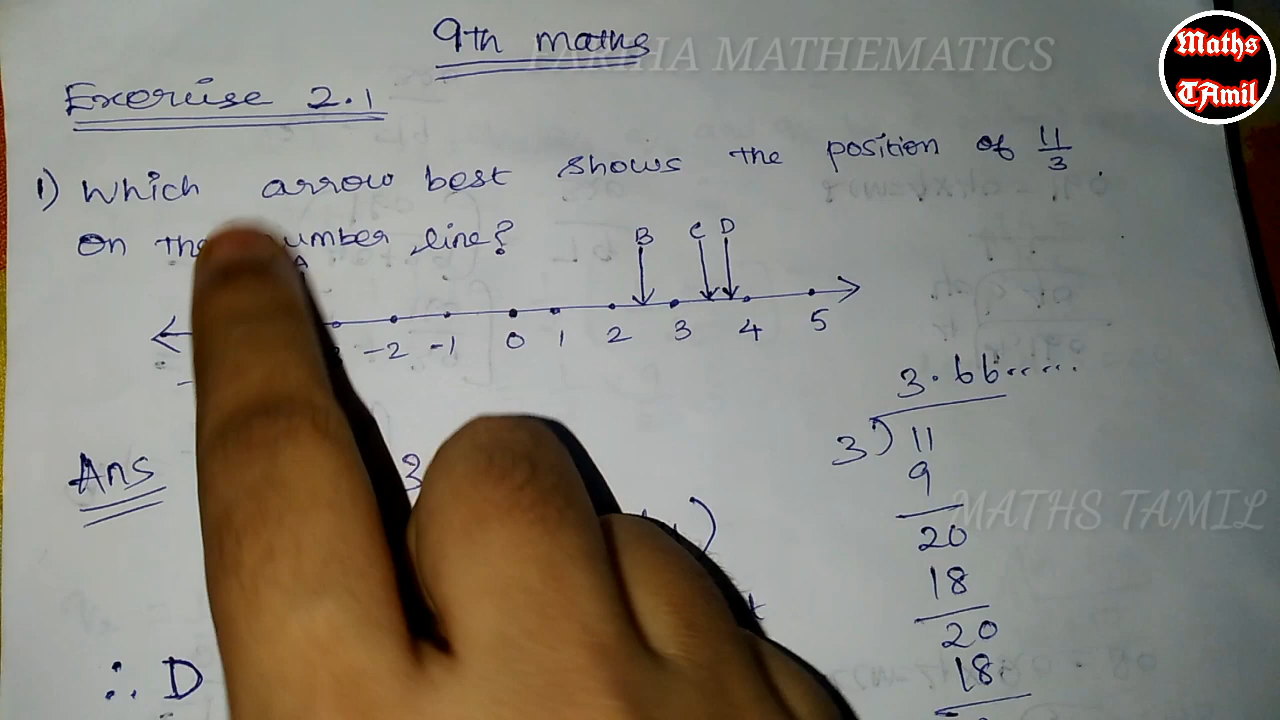 9th maths
MATHEMATICS
Maths
TAmil
Exercise 2.1
1) Which arrow best shows the position of 11/3.
On the number line?
A B C D
-2 -1 0 1 2 3 4 5
3.66.....
3) 11
9
Ans 3
20
MATHS TAMIL
18
20
∴ D
18